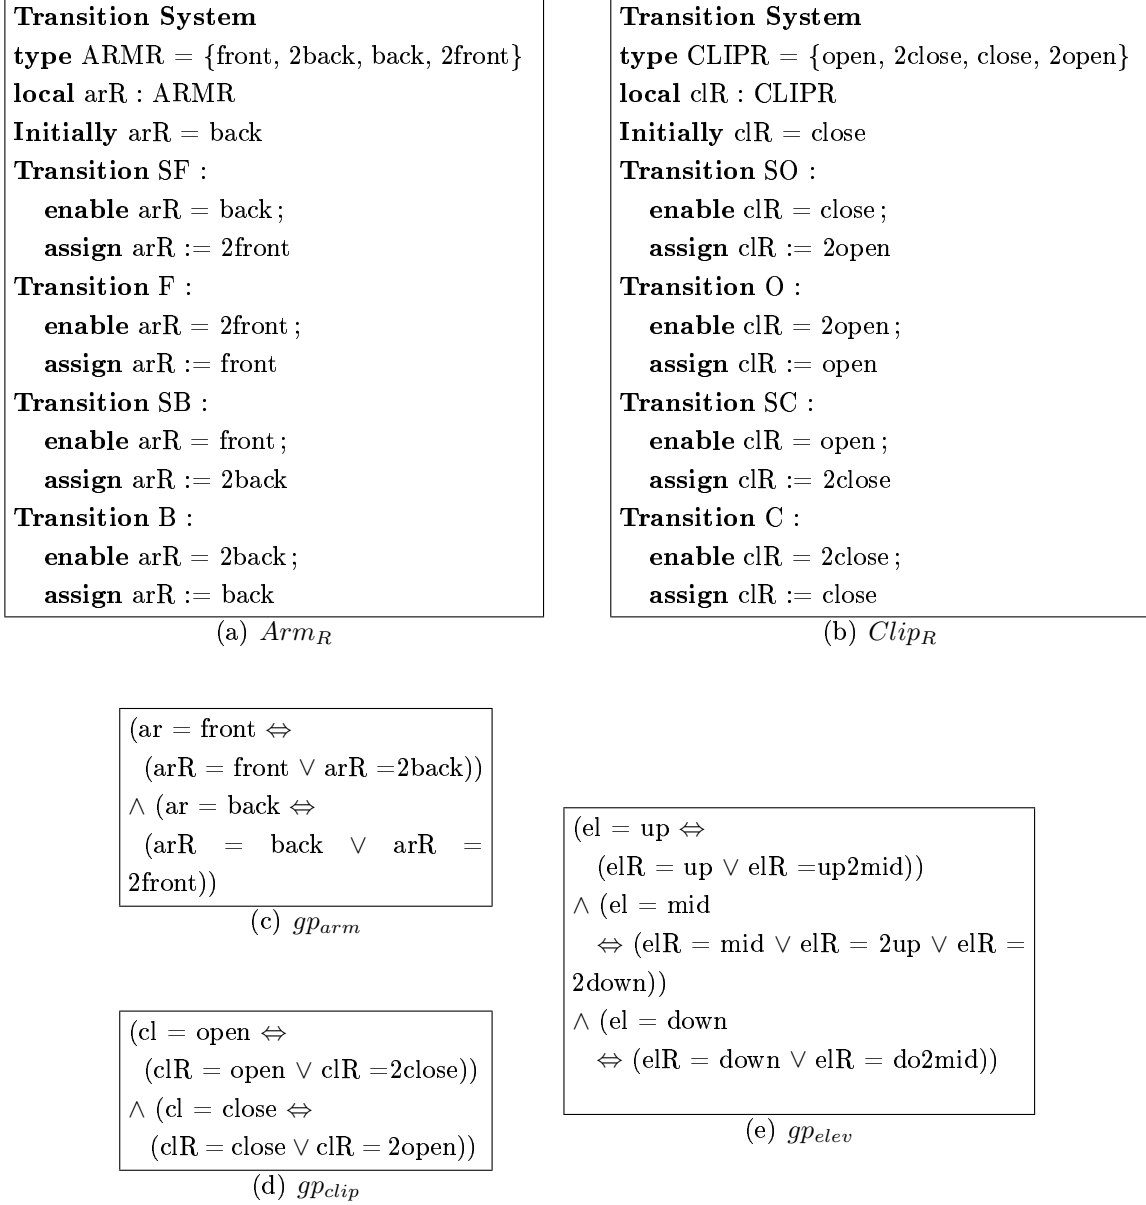 Transition System
type ARMR = {front, 2back, back, 2front}
local arR : ARMR
Initially arR = back
Transition SF :
enable arR = back ;
assign arR := 2front
Transition F :
enable arR = 2front ;
assign arR := front
Transition SB :
enable arR = front ;
assign arR := 2back
Transition B :
enable arR = 2back ;
assign arR := back
(a) Arm_R
Transition System
type CLIPR = {open, 2close, close, 2open}
local clR : CLIPR
Initially clR = close
Transition SO :
enable clR = close ;
assign clR := 2open
Transition O :
enable clR = 2open ;
assign clR := open
Transition SC :
enable clR = open ;
assign clR := 2close
Transition C :
enable clR = 2close ;
assign clR := close
(b) Clip_R
(ar = front ⇔
(arR = front ∨ arR =2back))
∧ (ar = back ⇔
(arR = back ∨ arR =
2front))
(c) gp_arm
(cl = open ⇔
(clR = open ∨ clR =2close))
∧ (cl = close ⇔
(clR = close ∨ clR = 2open))
(d) gp_clip
(el = up ⇔
(elR = up ∨ elR =up2mid))
∧ (el = mid
⇔ (elR = mid ∨ elR = 2up ∨ elR =
2down))
∧ (el = down
⇔ (elR = down ∨ elR = do2mid))
(e) gp_elev